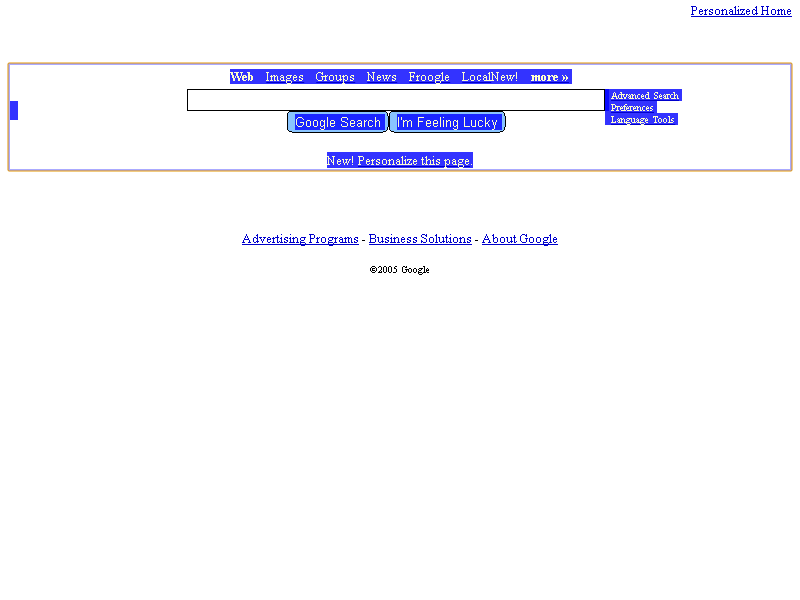 Personalized Home
Web Images Groups News Froogle LocalNew! more »
Advanced Search
Preferences
Language Tools
Google Search I'm Feeling Lucky
New! Personalize this page.
Advertising Programs - Business Solutions - About Google
©2005 Google